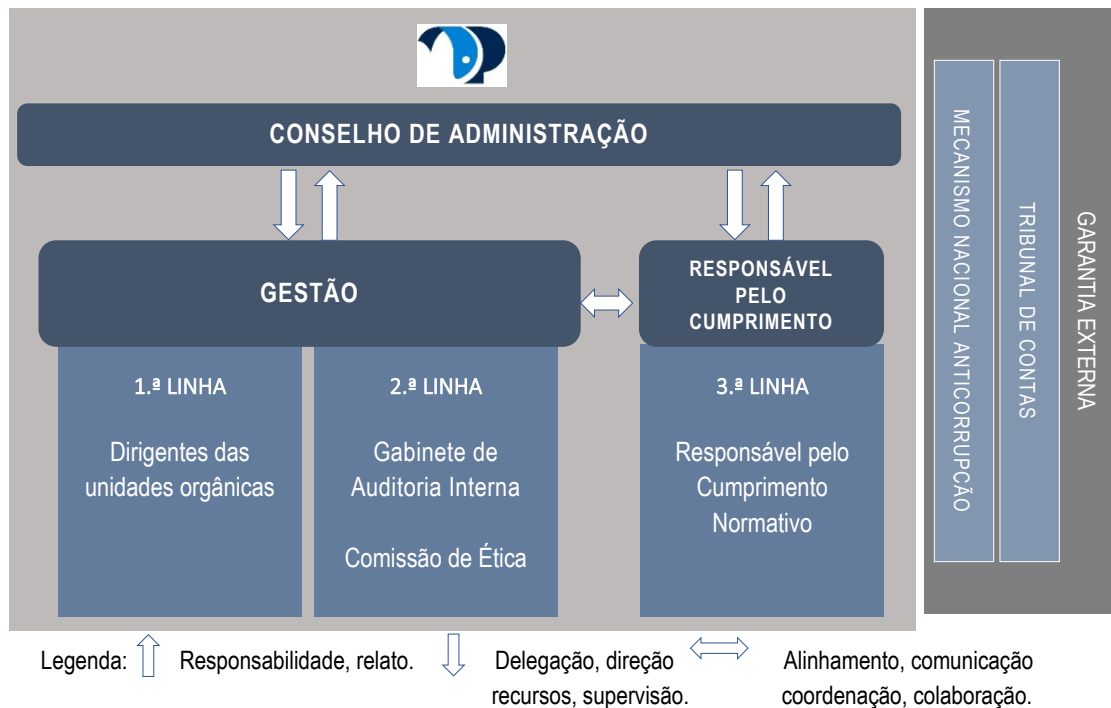 CONSELHO DE ADMINISTRAÇÃO
GESTÃO
RESPONSÁVEL
PELO
CUMPRIMENTO
1.ª LINHA
Dirigentes das
unidades orgânicas
2.ª LINHA
Gabinete de
Auditoria Interna
Comissão de Ética
3.ª LINHA
Responsável pelo
Cumprimento
Normativo
MECANISMO NACIONAL ANTICORRUPCÃO
TRIBUNAL DE CONTAS
GARANTIA EXTERNA
Legenda:
Responsabilidade, relato.
Delegação, direção
recursos, supervisão.
Alinhamento, comunicação
coordenação, colaboração.